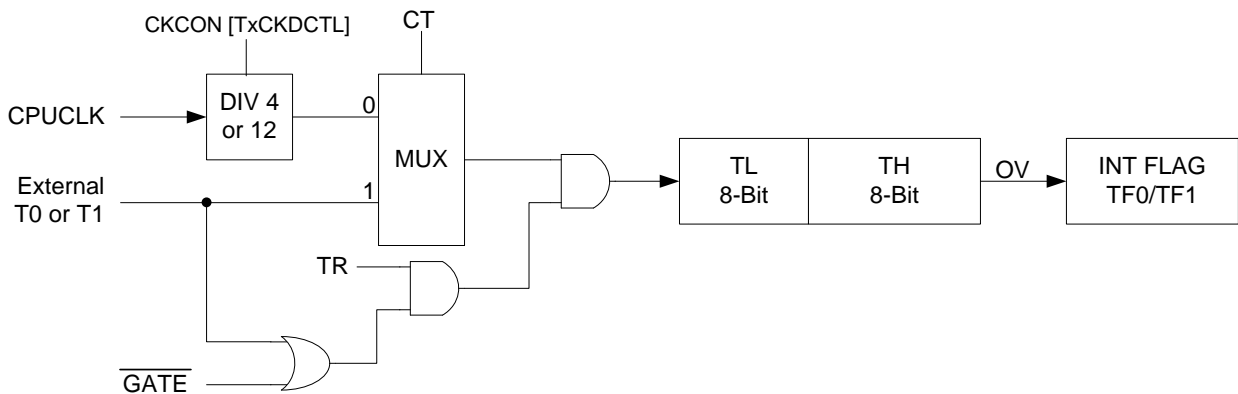 CKCON [TxCKDCTL]
CT
CPUCLK
DIV 4
or 12
0
MUX
External
T0 or T1
1
TL
8-Bit
TH
8-Bit
OV
INT FLAG
TF0/TF1
TR
GATE